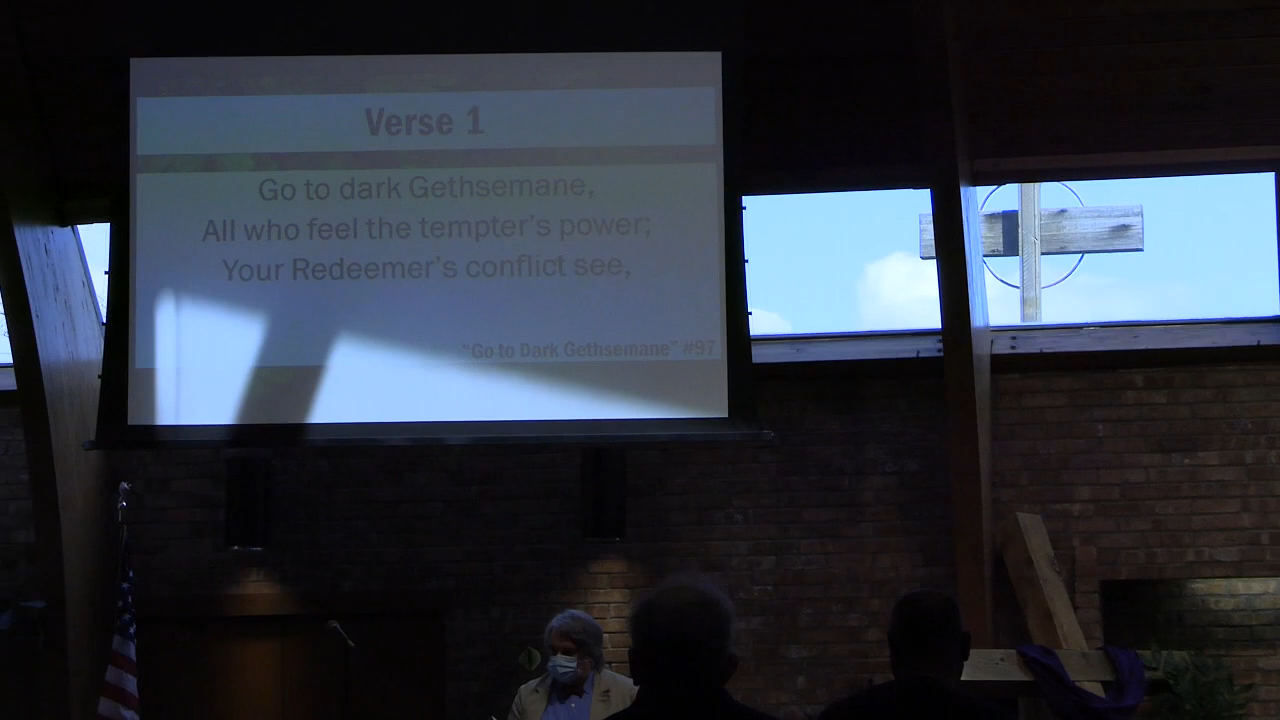 Verse 1
Go to dark Gethsemane,
All who feel the tempter's power;
Your Redeemer's conflict see,
"Go to Dark Gethsemane" #97